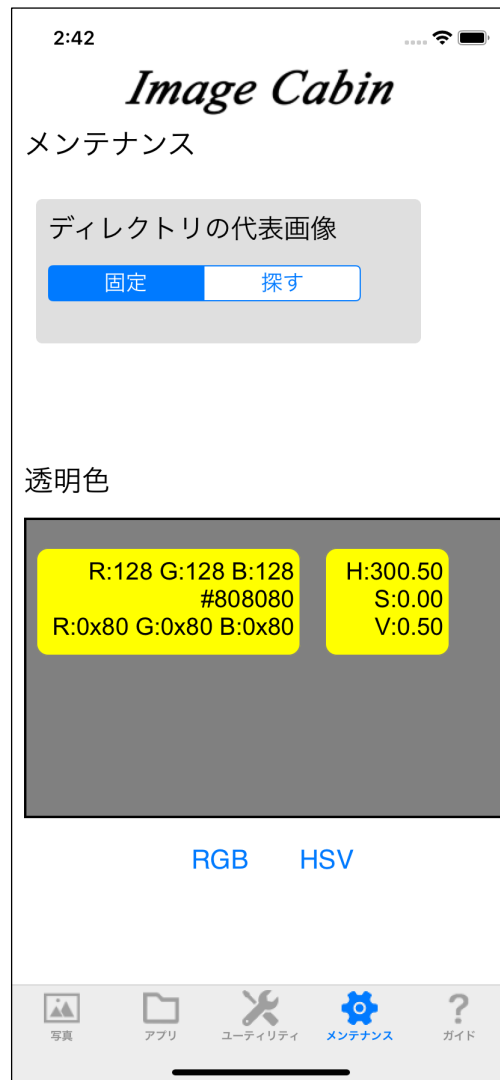 2:42
Image Cabin
メンテナンス
ディレクトリの代表画像
固定 探す
透明色
R:128 G:128 B:128
#808080
R:0x80 G:0x80 B:0x80
H:300.50
S:0.00
V:0.50
RGB HSV
写真 アプリ ユーティリティ メンテナンス ガイド